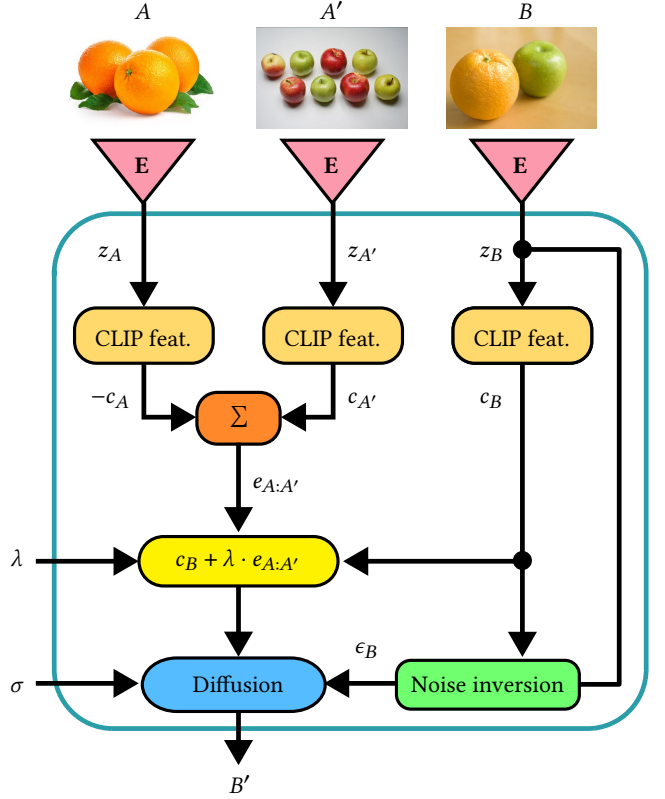 A A′ B
E E E
z_A z_{A′} z_B
CLIP feat. CLIP feat. CLIP feat.
−c_A Σ c_{A′} c_B
e_{A:A′}
λ c_B + λ · e_{A:A′}
ϵ_B
σ Diffusion Noise inversion
B′